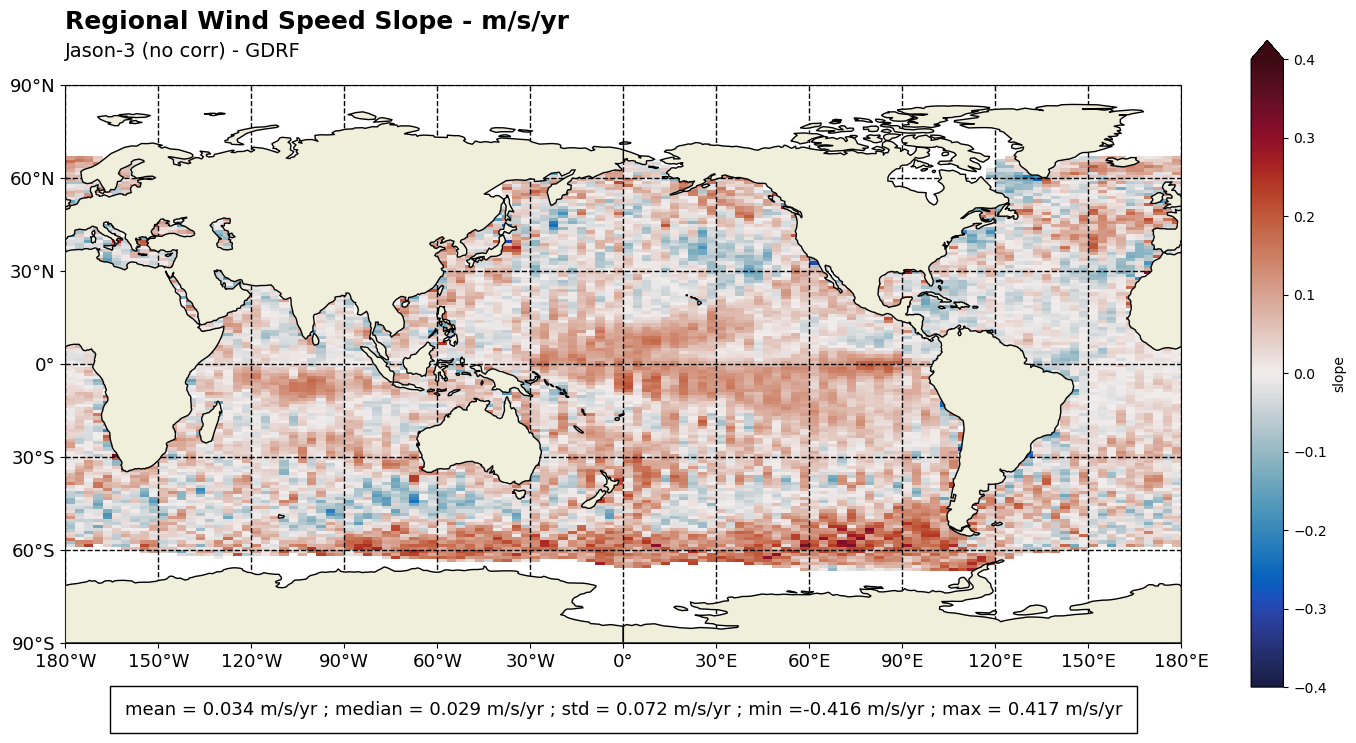 Regional Wind Speed Slope - m/s/yr
Jason-3 (no corr) - GDRF
90°N
60°N
30°N
0°
30°S
60°S
90°S
180°W 150°W 120°W 90°W 60°W 30°W 0° 30°E 60°E 90°E 120°E 150°E 180°E
0.4
0.3
0.2
0.1
0.0
−0.1
−0.2
−0.3
−0.4
slope
mean = 0.034 m/s/yr ; median = 0.029 m/s/yr ; std = 0.072 m/s/yr ; min =-0.416 m/s/yr ; max = 0.417 m/s/yr